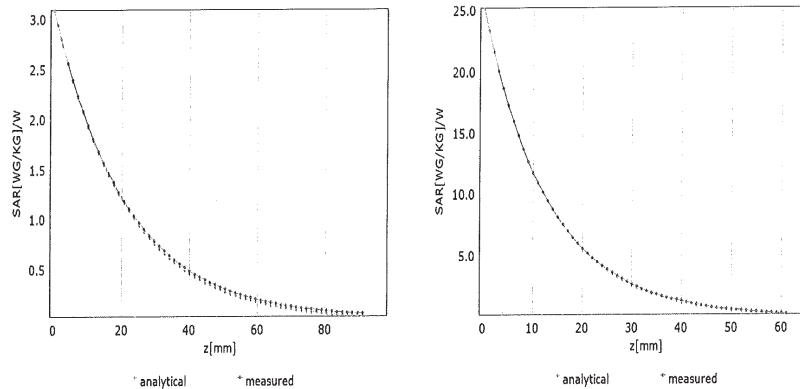 3.0
2.5
2.0
1.5
1.0
0.5
SAR[WG/KG]/W
0 20 40 60 80
z[mm]
+ analytical * measured
25.0
20.0
15.0
10.0
5.0
SAR[WG/KG]/W
0 10 20 30 40 50 60
z[mm]
+ analytical * measured